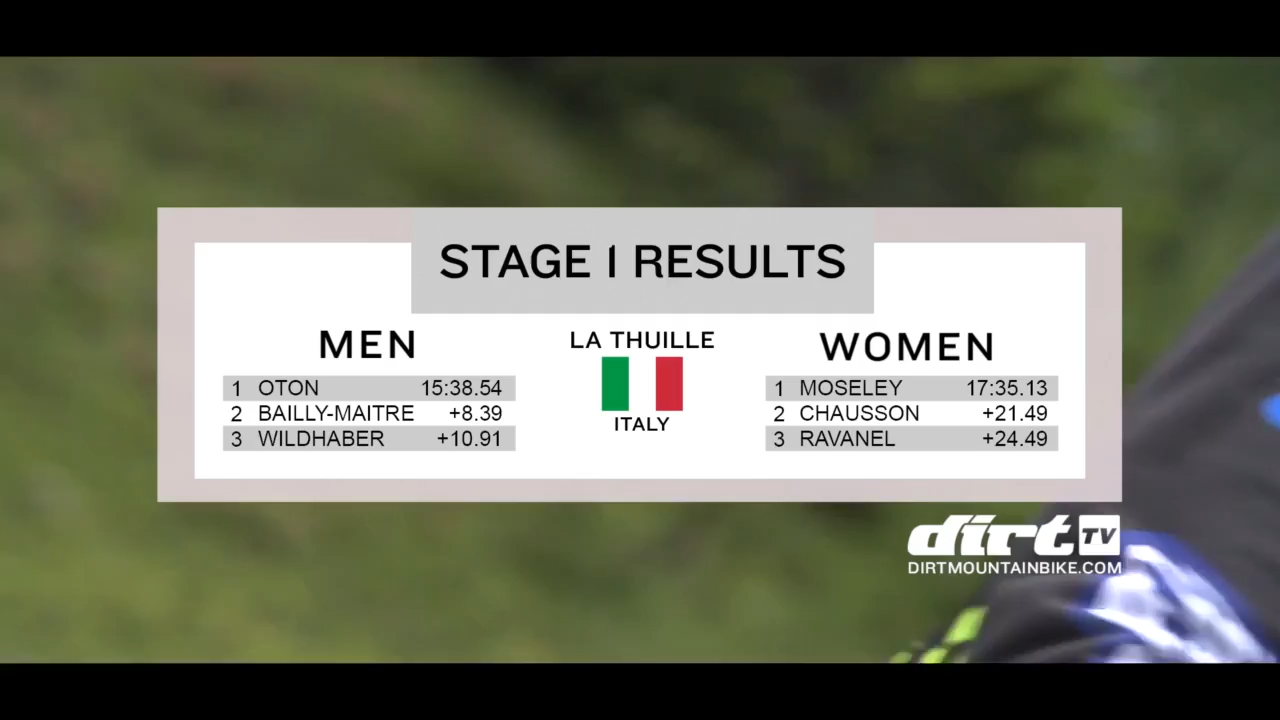 STAGE 1 RESULTS
MEN
1 OTON 15:38.54
2 BAILLY-MAITRE +8.39
3 WILDHABER +10.91
LA THUILLE
ITALY
WOMEN
1 MOSELEY 17:35.13
2 CHAUSSON +21.49
3 RAVANEL +24.49
dirt TV
DIRTMOUNTAINBIKE.COM